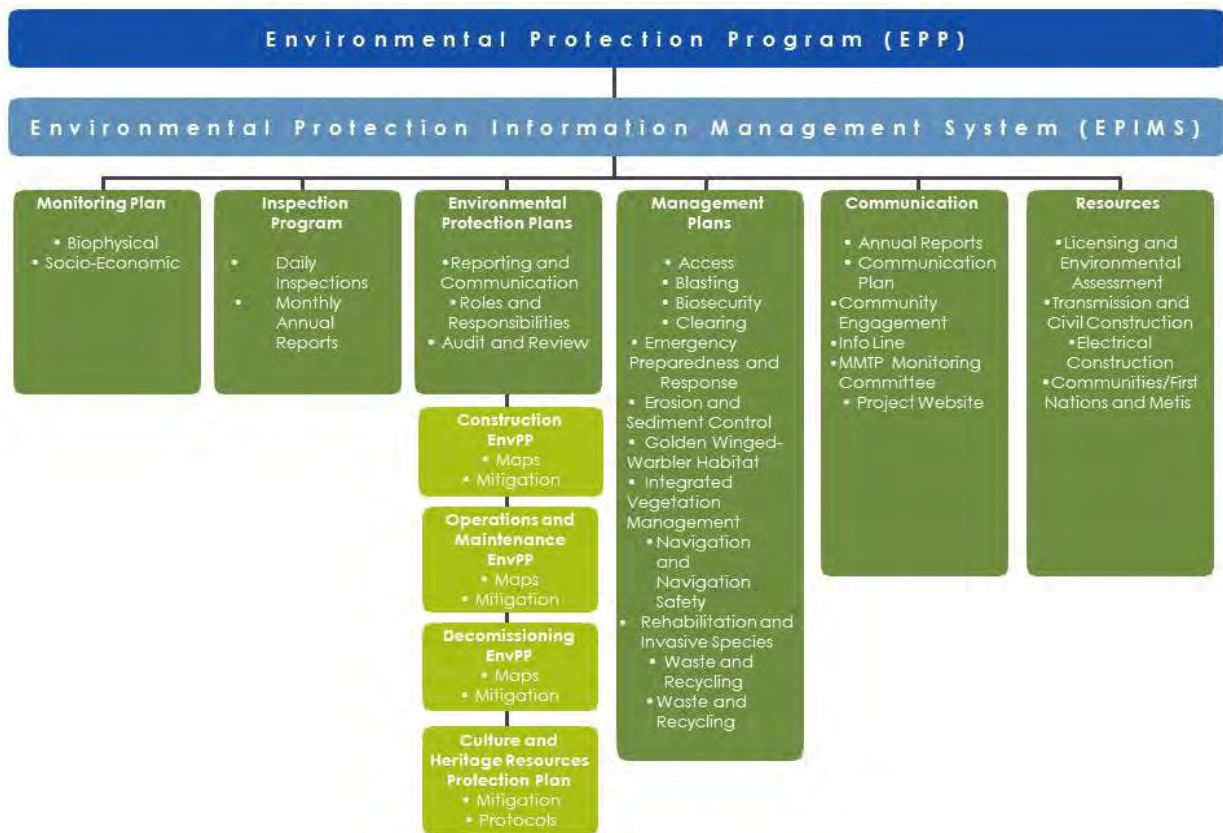 Environmental Protection Program (EPP)
Environmental Protection Information Management System (EPIMS)
Monitoring Plan
• Biophysical
• Socio-Economic
Inspection
Program
• Daily
Inspections
• Monthly
Annual
Reports
Environmental
Protection Plans
•Reporting and
Communication
• Roles and
Responsibilities
• Audit and Review
Construction
EnvPP
• Maps
• Mitigation
Operations and
Maintenance
EnvPP
• Maps
• Mitigation
Decomissioning
EnvPP
• Maps
• Mitigation
Culture and
Heritage Resources
Protection Plan
• Mitigation
• Protocols
Management
Plans
• Access
• Blasting
• Biosecurity
• Clearing
• Emergency
Preparedness and
Response
• Erosion and
Sediment Control
• Golden Winged-
Warbler Habitat
• Integrated
Vegetation
Management
•Navigation
and
Navigation
Safety
• Rehabilitation and
Invasive Species
• Waste and
Recycling
•Waste and
Recycling
Communication
• Annual Reports
• Communication
Plan
•Community
Engagement
•Info Line
•MMTP Monitoring
Committee
• Project Website
Resources
•Licensing and
Environmental
Assessment
•Transmission and
Civil Construction
•Electrical
Construction
•Communities/First
Nations and Metis